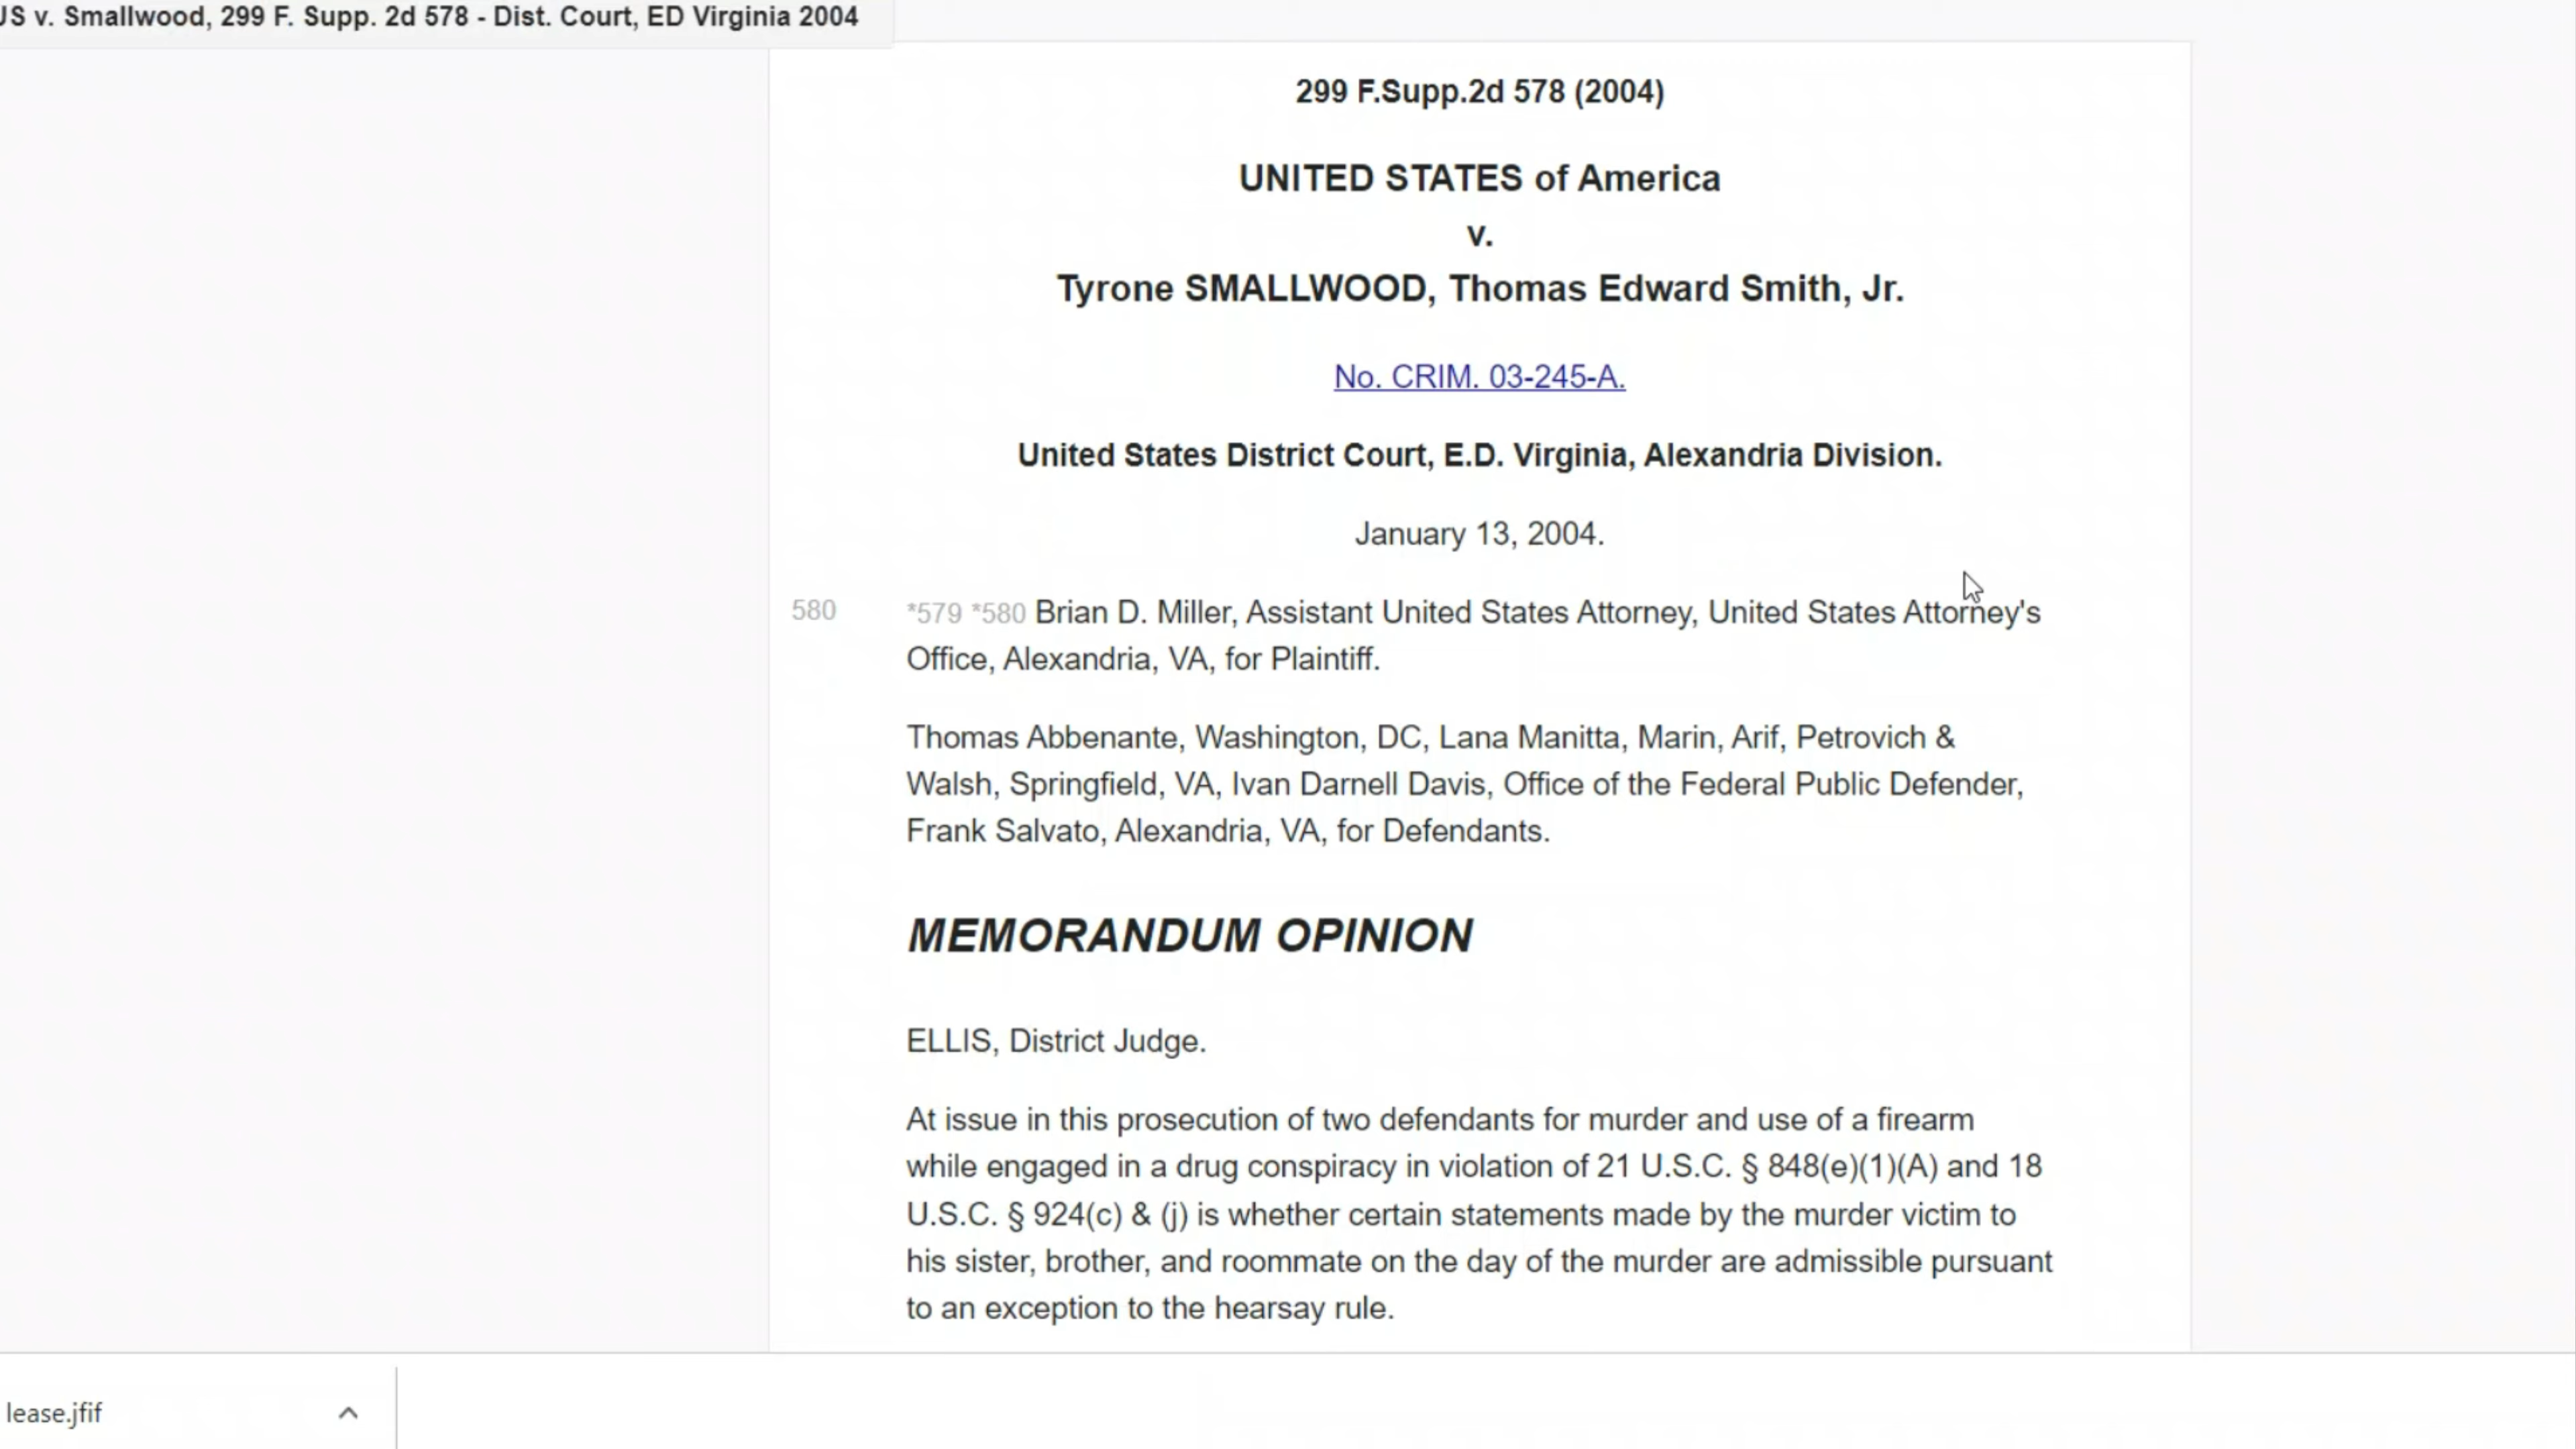 US v. Smallwood, 299 F. Supp. 2d 578 - Dist. Court, ED Virginia 2004
299 F.Supp.2d 578 (2004)
UNITED STATES of America
v.
Tyrone SMALLWOOD, Thomas Edward Smith, Jr.
No. CRIM. 03-245-A.
United States District Court, E.D. Virginia, Alexandria Division.
January 13, 2004.
580 *579 *580 Brian D. Miller, Assistant United States Attorney, United States Attorney's
Office, Alexandria, VA, for Plaintiff.
Thomas Abbenante, Washington, DC, Lana Manitta, Marin, Arif, Petrovich &
Walsh, Springfield, VA, Ivan Darnell Davis, Office of the Federal Public Defender,
Frank Salvato, Alexandria, VA, for Defendants.
MEMORANDUM OPINION
ELLIS, District Judge.
At issue in this prosecution of two defendants for murder and use of a firearm
while engaged in a drug conspiracy in violation of 21 U.S.C. § 848(e)(1)(A) and 18
U.S.C. § 924(c) & (j) is whether certain statements made by the murder victim to
his sister, brother, and roommate on the day of the murder are admissible pursuant
to an exception to the hearsay rule.
lease.jfif